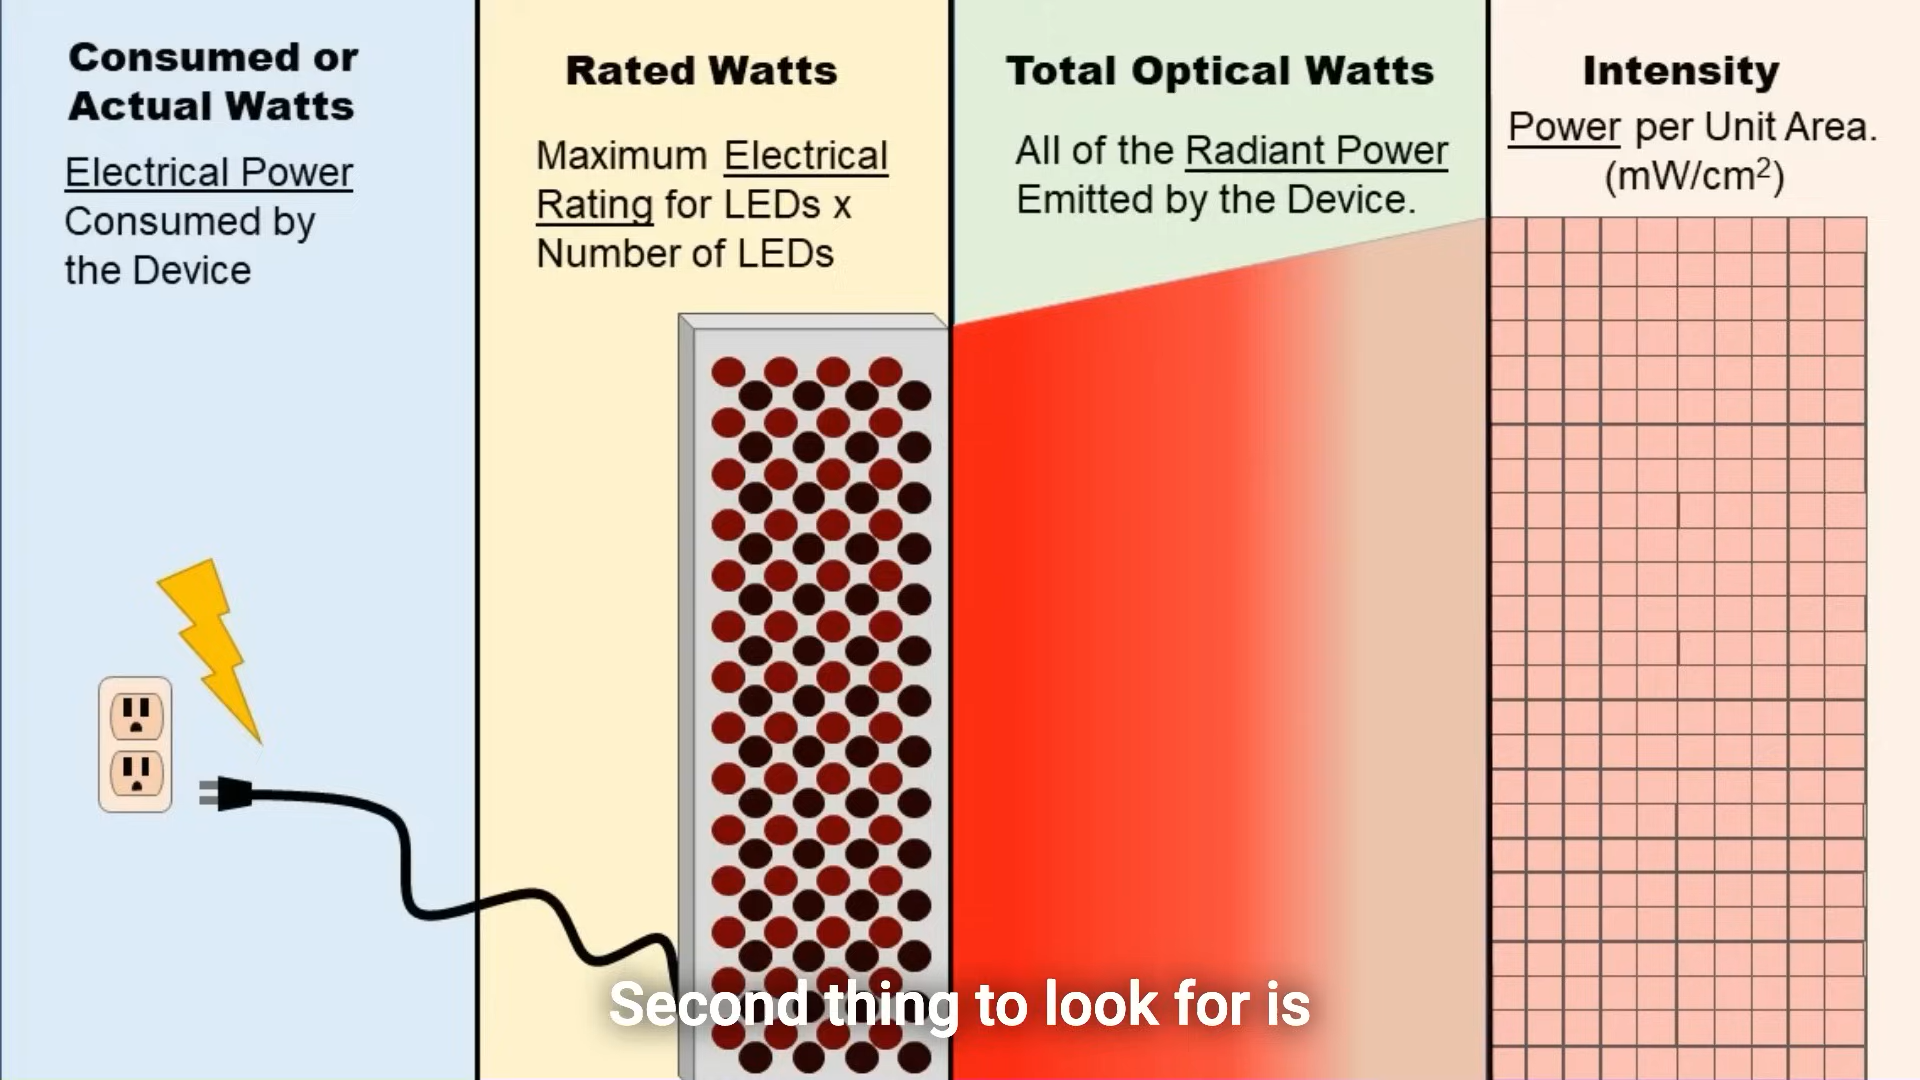 Consumed or
Actual Watts
Electrical Power
Consumed by
the Device
Rated Watts
Maximum Electrical
Rating for LEDs x
Number of LEDs
Total Optical Watts
All of the Radiant Power
Emitted by the Device.
Intensity
Power per Unit Area.
(mW/cm²)
Second thing to look for is